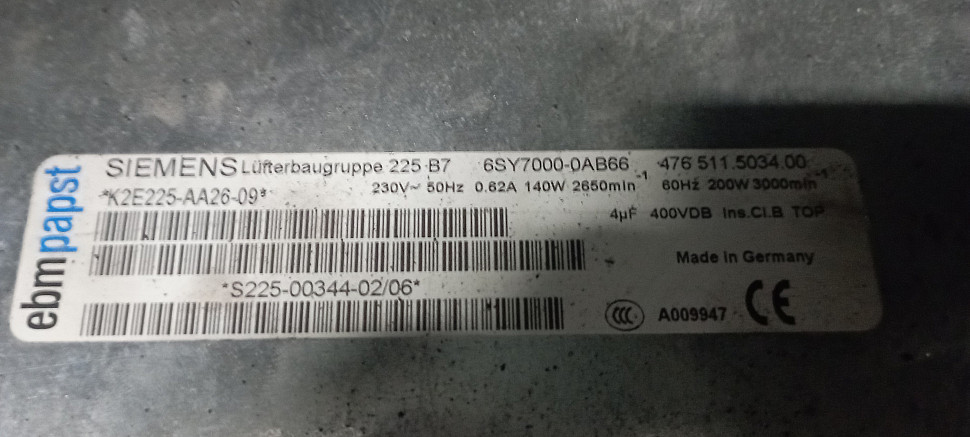 ebmpapst
SIEMENS Lüfterbaugruppe 225 B7 6SY7000-0AB66 476 511.5034.00
*K2E225-AA26-09* 230V~ 50Hz 0.62A 140W 2650min⁻¹ 60Hz 200W 3000min⁻¹
4µF 400VDB Ins.Cl.B TOP
Made in Germany
*S225-00344-02/06*
CCC A009947 CE